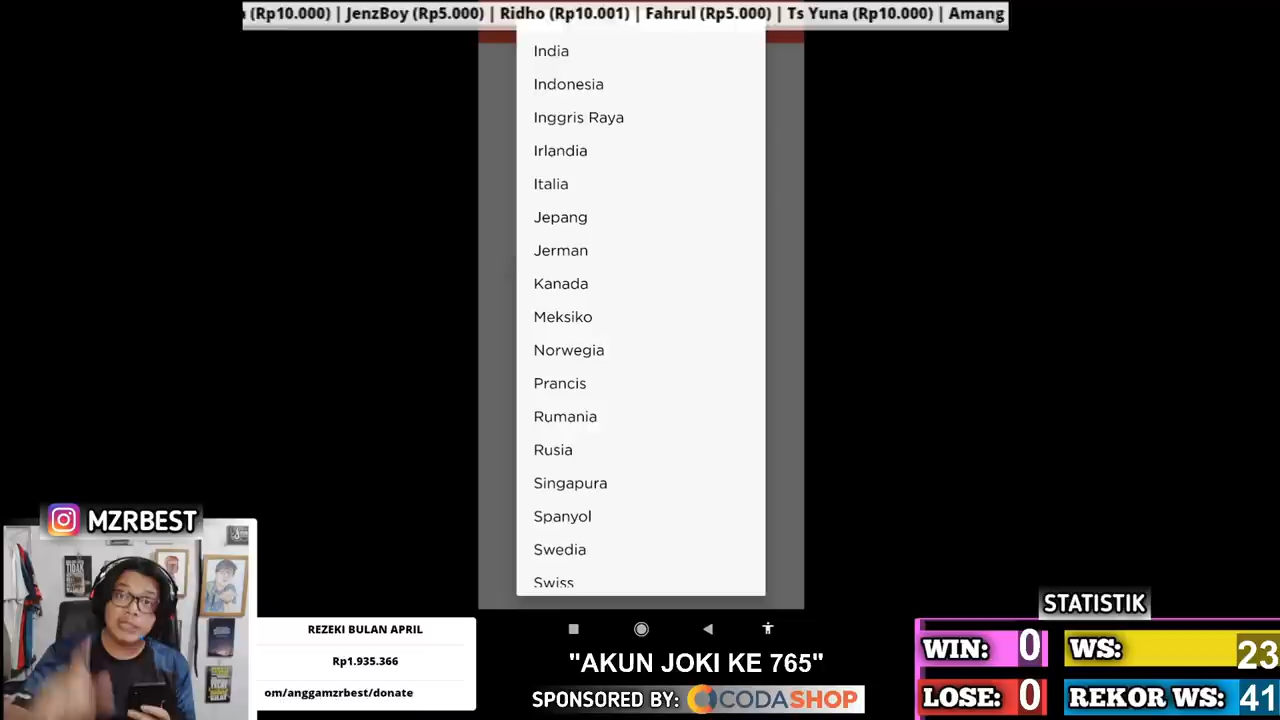 (Rp10.000) | JenzBoy (Rp5.000) | Ridho (Rp10.001) | Fahrul (Rp5.000) | Ts Yuna (Rp10.000) | Amang
India
Indonesia
Inggris Raya
Irlandia
Italia
Jepang
Jerman
Kanada
Meksiko
Norwegia
Prancis
Rumania
Rusia
Singapura
Spanyol
Swedia
Swiss
MZRBEST
REZEKI BULAN APRIL
Rp1.935.366
om/anggamzrbest/donate
"AKUN JOKI KE 765"
SPONSORED BY: CODASHOP
STATISTIK
WIN: 0 WS: 23
LOSE: 0 REKOR WS: 41